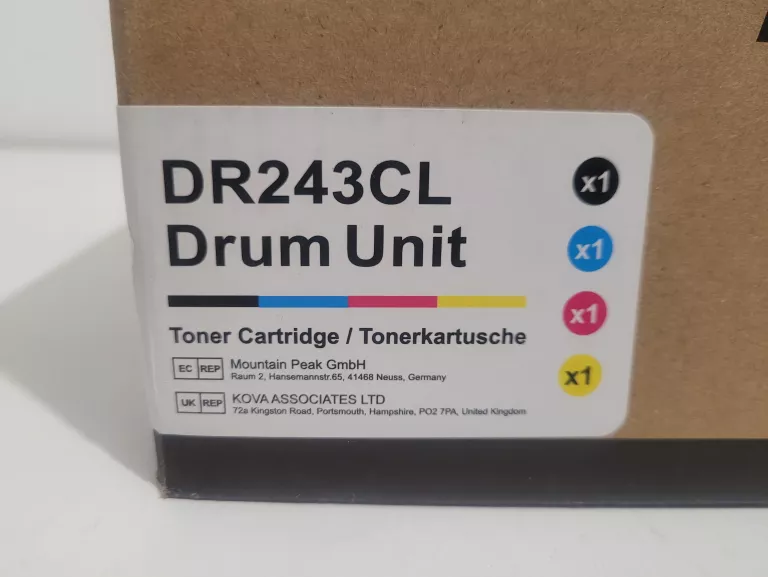 DR243CL
Drum Unit
x1
x1
x1
x1
Toner Cartridge / Tonerkartusche
EC REP Mountain Peak GmbH
Raum 2, Hansemannstr.65, 41468 Neuss, Germany
UK REP KOVA ASSOCIATES LTD
72a Kingston Road, Portsmouth, Hampshire, PO2 7PA, United Kingdom